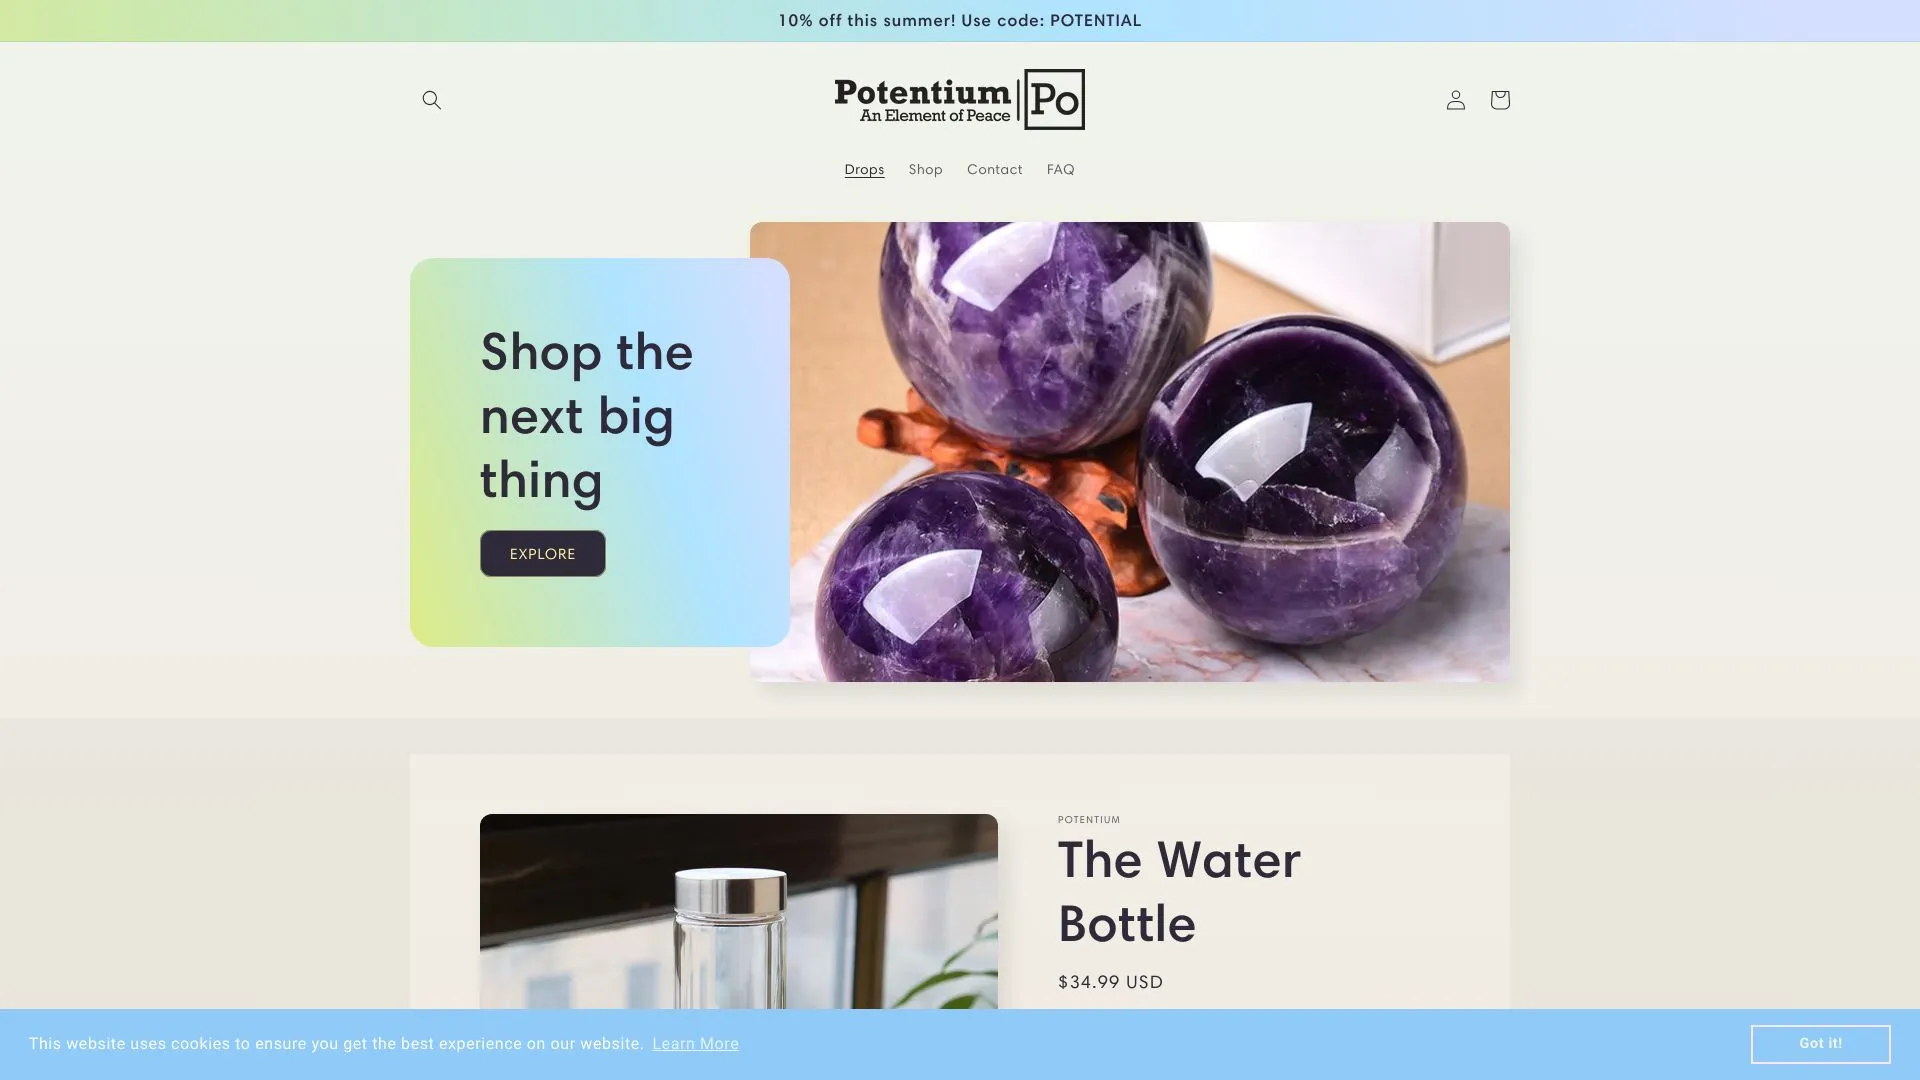 10% off this summer! Use code: POTENTIAL
Potentium
An Element of Peace
Po
Drops
Shop
Contact
FAQ
Shop the
next big
thing
EXPLORE
POTENTIUM
The Water
Bottle
$34.99 USD
This website uses cookies to ensure you get the best experience on our website. Learn More
Got it!